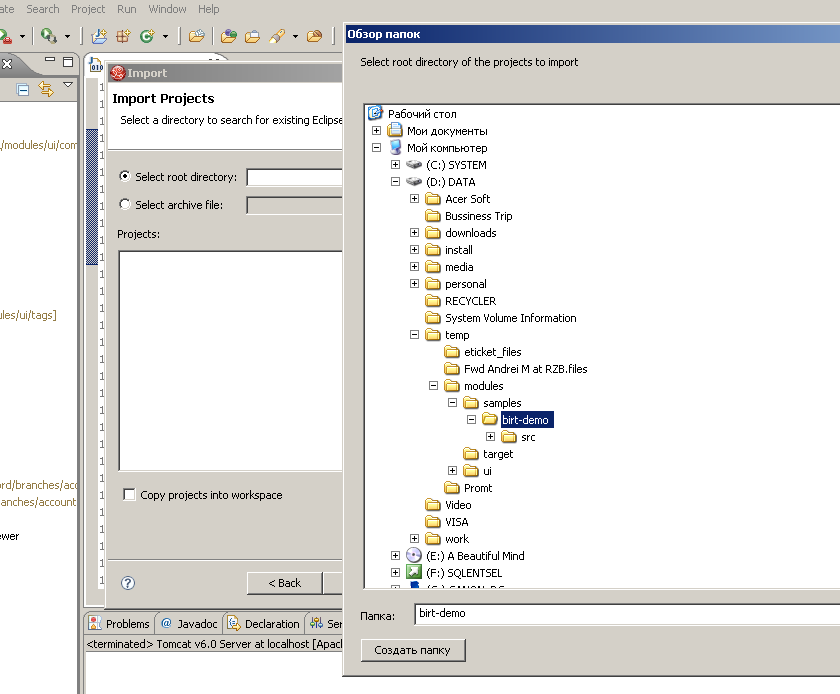 ate Search Project Run Window Help
Import
Import Projects
Select a directory to search for existing Eclipse
Select root directory:
Select archive file:
Projects:
Copy projects into workspace
< Back
/modules/ui/com
ules/ui/tags]
ord/branches/acc
anches/account
ewer
Обзор папок
Select root directory of the projects to import
Рабочий стол
Мои документы
Мой компьютер
(C:) SYSTEM
(D:) DATA
Acer Soft
Bussiness Trip
downloads
install
media
personal
RECYCLER
System Volume Information
temp
eticket_files
Fwd Andrei M at RZB.files
modules
samples
birt-demo
src
target
ui
Promt
Video
VISA
work
(E:) A Beautiful Mind
(F:) SQLENTSEL
Папка: birt-demo
Создать папку
Problems @ Javadoc Declaration Ser
<terminated> Tomcat v6.0 Server at localhost [Apac